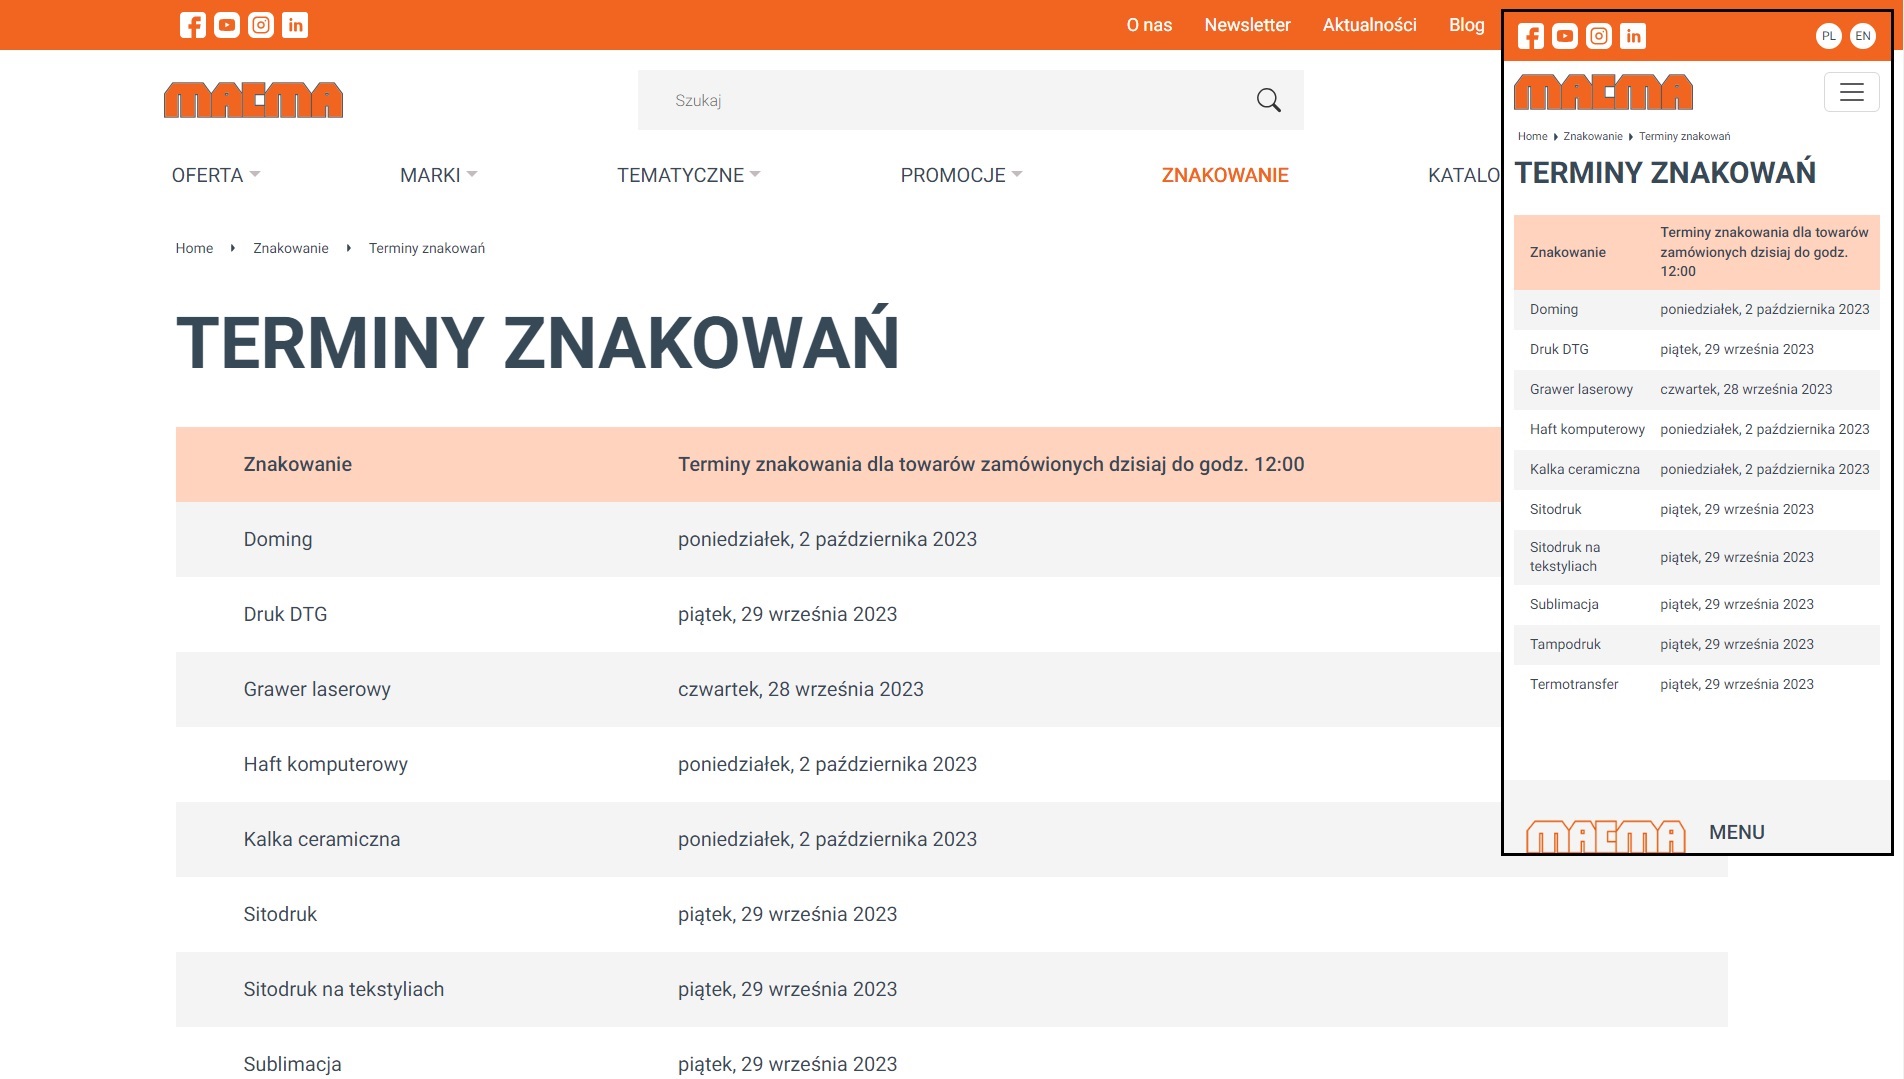 O nas Newsletter Aktualności Blog
MACMA
Szukaj
OFERTA MARKI TEMATYCZNE PROMOCJE ZNAKOWANIE KATALO
Home Znakowanie Terminy znakowań
TERMINY ZNAKOWAŃ
Znakowanie Terminy znakowania dla towarów zamówionych dzisiaj do godz. 12:00
Doming poniedziałek, 2 października 2023
Druk DTG piątek, 29 września 2023
Grawer laserowy czwartek, 28 września 2023
Haft komputerowy poniedziałek, 2 października 2023
Kalka ceramiczna poniedziałek, 2 października 2023
Sitodruk piątek, 29 września 2023
Sitodruk na tekstyliach piątek, 29 września 2023
Sublimacja piątek, 29 września 2023
PL EN
MACMA
Home Znakowanie Terminy znakowań
TERMINY ZNAKOWAŃ
Znakowanie Terminy znakowania dla towarów
zamówionych dzisiaj do godz.
12:00
Doming poniedziałek, 2 października 2023
Druk DTG piątek, 29 września 2023
Grawer laserowy czwartek, 28 września 2023
Haft komputerowy poniedziałek, 2 października 2023
Kalka ceramiczna poniedziałek, 2 października 2023
Sitodruk piątek, 29 września 2023
Sitodruk na
tekstyliach piątek, 29 września 2023
Sublimacja piątek, 29 września 2023
Tampodruk piątek, 29 września 2023
Termotransfer piątek, 29 września 2023
MACMA MENU